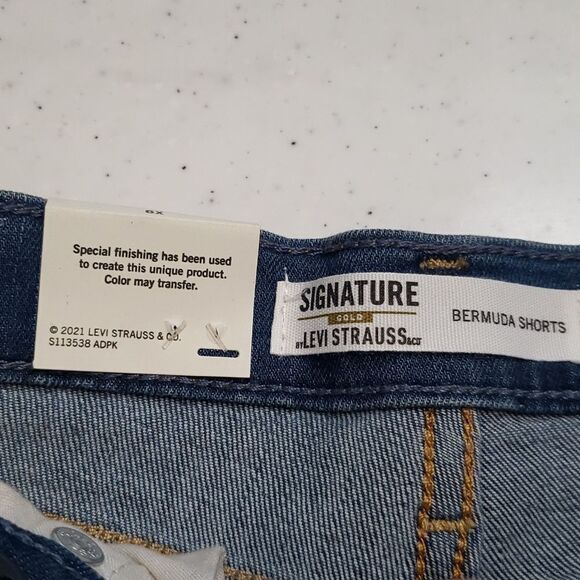 6X
Special finishing has been used
to create this unique product.
Color may transfer.
© 2021 LEVI STRAUSS & CO.
S113538 ADPK
SIGNATURE
GOLD
BY LEVI STRAUSS & CO
BERMUDA SHORTS